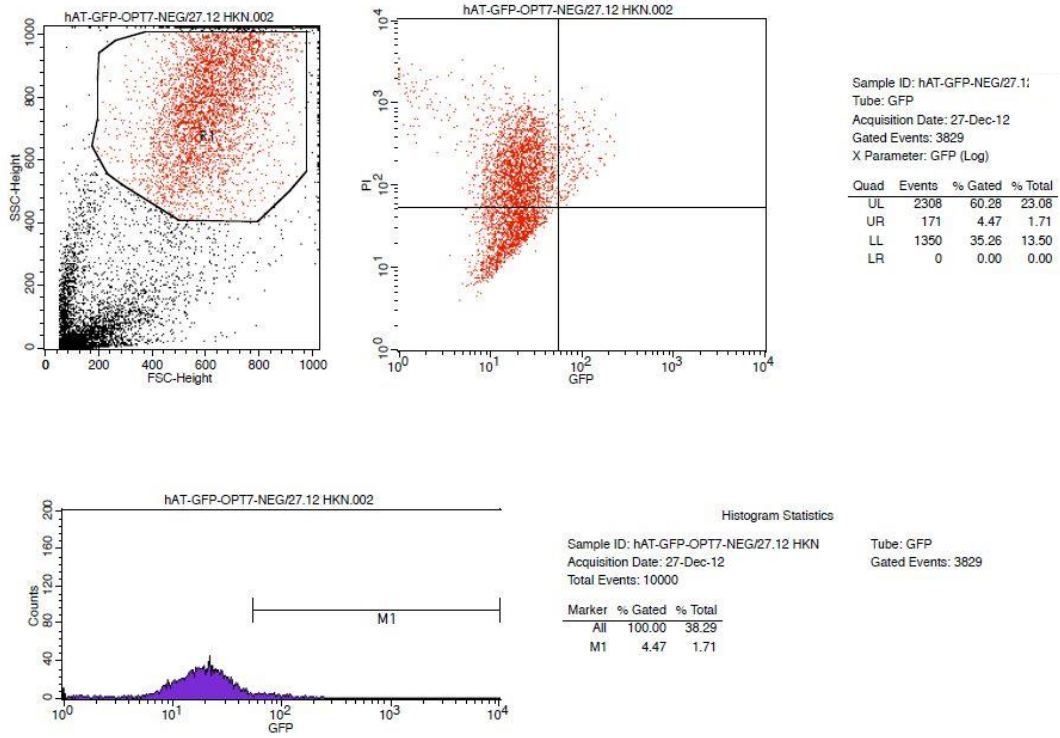 hAT-GFP-OPT7-NEG/27.12 HKN.002
1000
800
600
400
200
0
SSC-Height
R1
0 200 400 600 800 1000
FSC-Height
hAT-GFP-OPT7-NEG/27.12 HKN.002
10^4
10^3
10^2
10^1
10^0
PI
10^0 10^1 10^2 10^3 10^4
GFP
Sample ID: hAT-GFP-NEG/27.12
Tube: GFP
Acquisition Date: 27-Dec-12
Gated Events: 3829
X Parameter: GFP (Log)
Quad Events % Gated % Total
UL 2308 60.28 23.08
UR 171 4.47 1.71
LL 1350 35.26 13.50
LR 0 0.00 0.00
hAT-GFP-OPT7-NEG/27.12 HKN.002
200
160
120
80
40
0
Counts
M1
10^0 10^1 10^2 10^3 10^4
GFP
Histogram Statistics
Sample ID: hAT-GFP-OPT7-NEG/27.12 HKN Tube: GFP
Acquisition Date: 27-Dec-12 Gated Events: 3829
Total Events: 10000
Marker % Gated % Total
All 100.00 38.29
M1 4.47 1.71